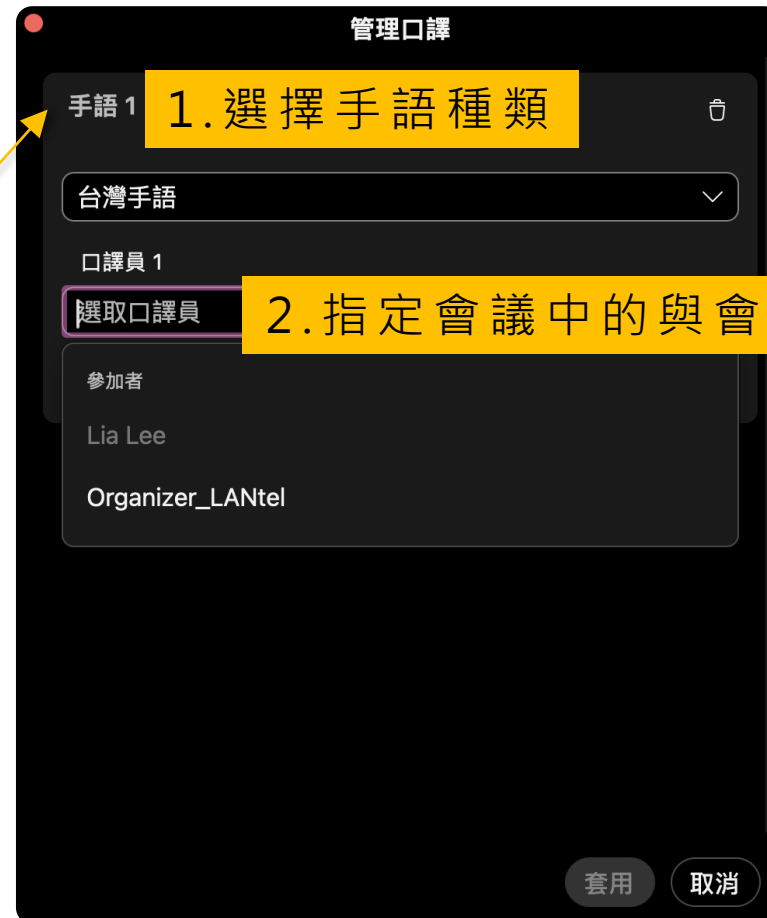 管理口譯
手語 1
1.選擇手語種類
台灣手語
口譯員 1
選取口譯員
2.指定會議中的與會
參加者
Lia Lee
Organizer_LANtel
套用
取消